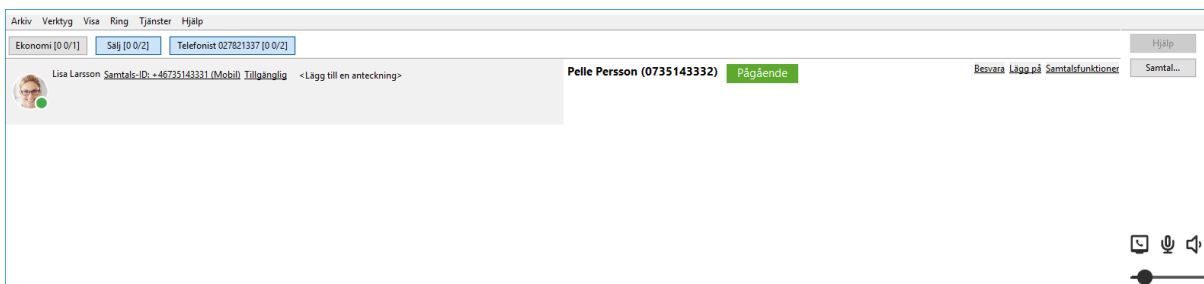 Arkiv Verktyg Visa Ring Tjänster Hjälp
Ekonomi [0 0/1] Sälj [0 0/2] Telefonist 027821337 [0 0/2] Hjälp
Lisa Larsson Samtals-ID: +46735143331 (Mobil) Tillgänglig <Lägg till en anteckning> Pelle Persson (0735143332) Pågående Besvara Lägg på Samtalsfunktioner Samtal...